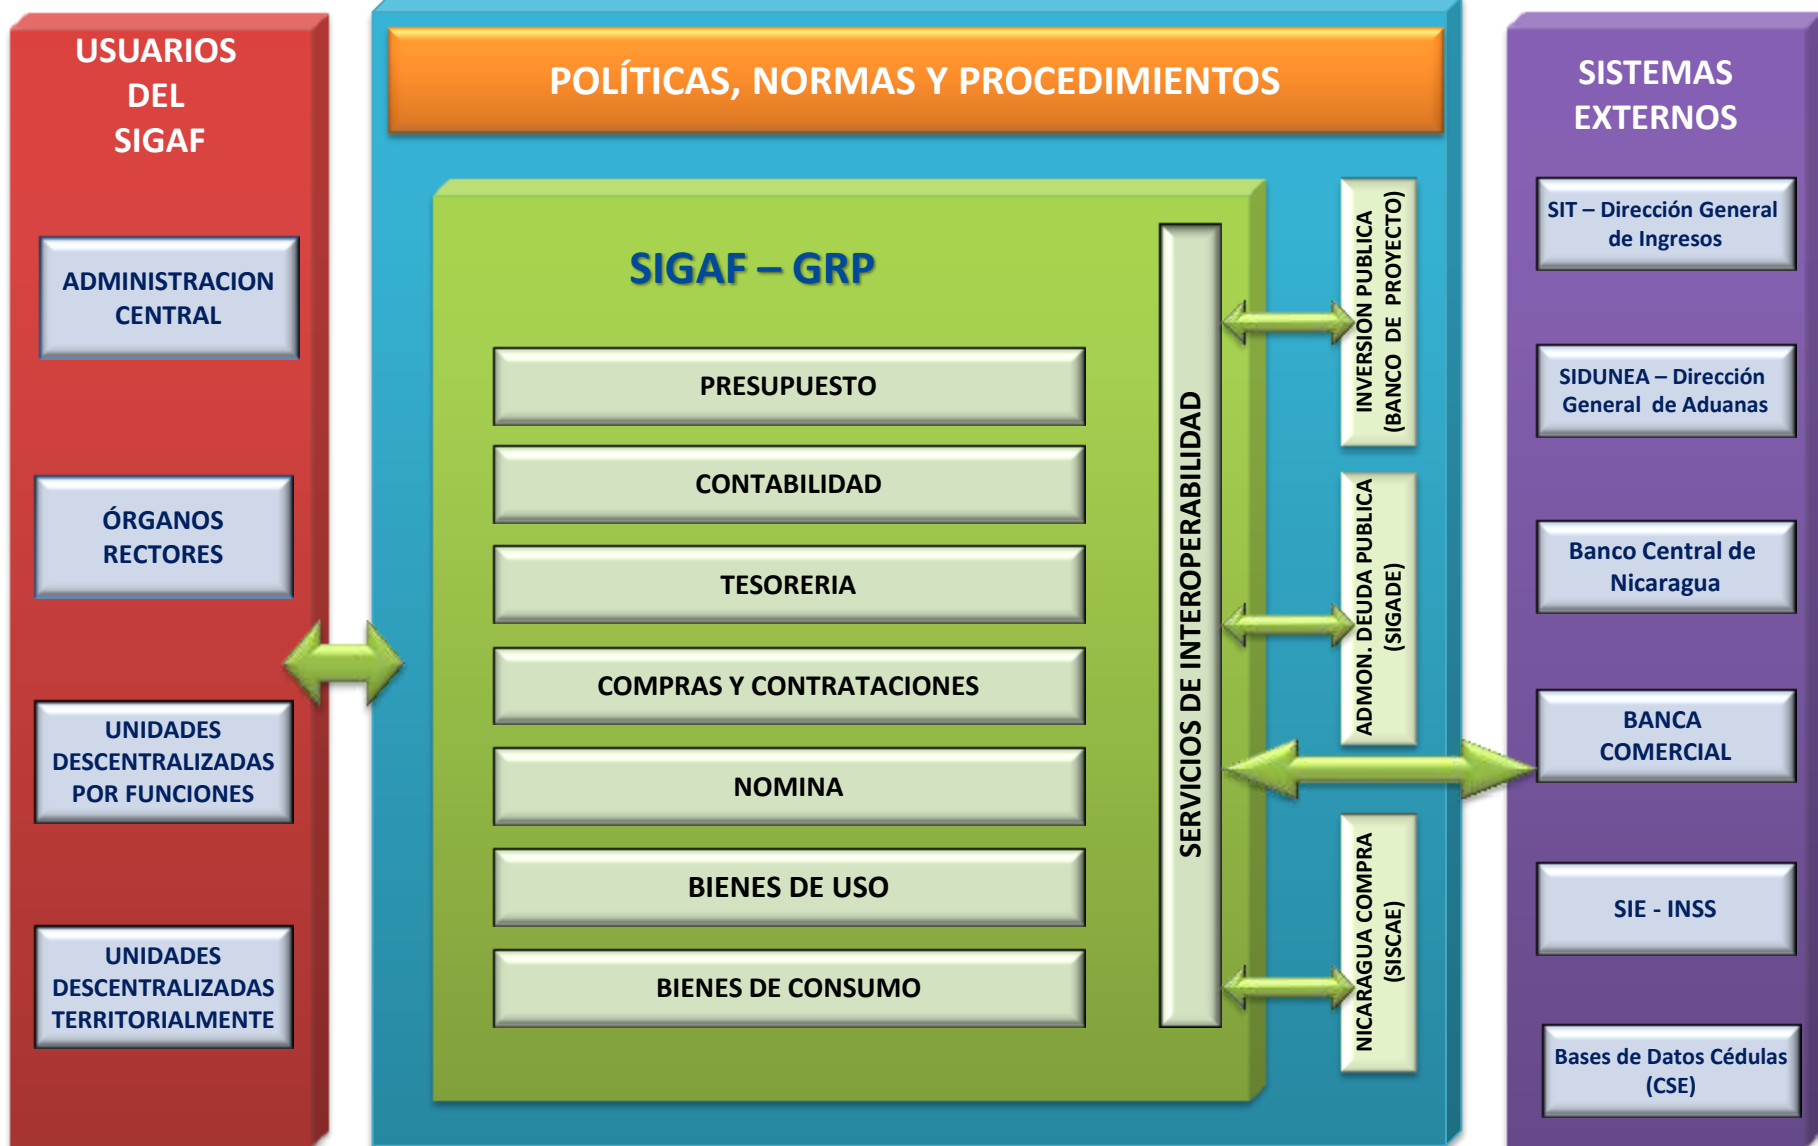 USUARIOS
DEL
SIGAF
ADMINISTRACION
CENTRAL
ÓRGANOS
RECTORES
UNIDADES
DESCENTRALIZADAS
POR FUNCIONES
UNIDADES
DESCENTRALIZADAS
TERRITORIALMENTE
POLÍTICAS, NORMAS Y PROCEDIMIENTOS
SIGAF – GRP
PRESUPUESTO
CONTABILIDAD
TESORERIA
COMPRAS Y CONTRATACIONES
NOMINA
BIENES DE USO
BIENES DE CONSUMO
SERVICIOS DE INTEROPERABILIDAD
INVERSION PUBLICA
(BANCO DE PROYECTO)
ADMON. DEUDA PUBLICA
(SIGADE)
NICARAGUA COMPRA
(SISCAE)
SISTEMAS
EXTERNOS
SIT – Dirección General
de Ingresos
SIDUNEA – Dirección
General de Aduanas
Banco Central de
Nicaragua
BANCA
COMERCIAL
SIE - INSS
Bases de Datos Cédulas
(CSE)